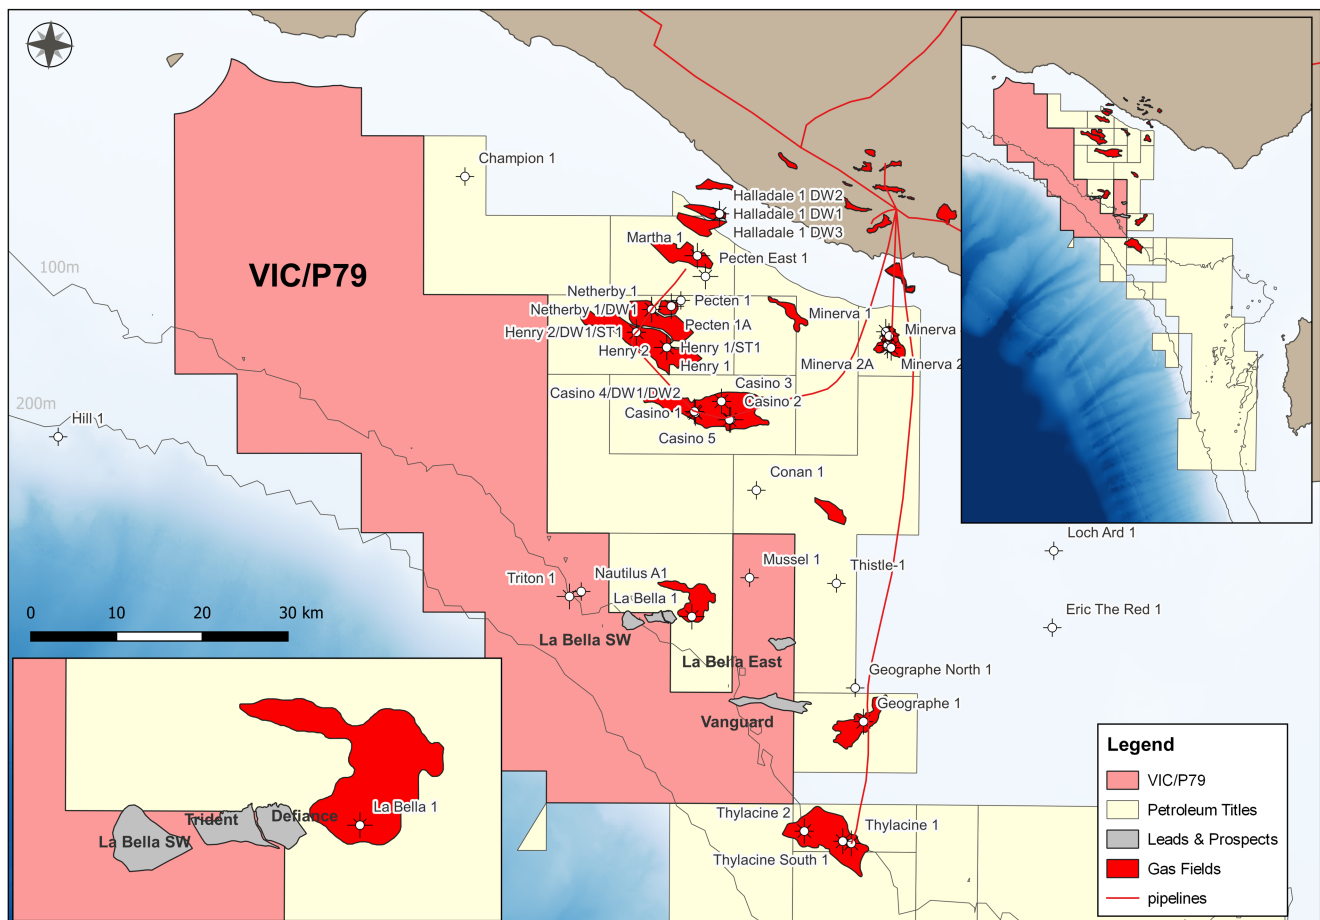 Champion 1
Halladale 1 DW2
Halladale 1 DW1
Halladale 1 DW3
Martha 1
Pecten East 1
100m
VIC/P79
Netherby 1
Netherby 1/DW1
Pecten 1
Pecten 1A
Henry 2/DW1/ST1
Henry 2
Henry 1/ST1
Henry 1
Minerva 1
Minerva
Minerva 2A
Minerva 2
Casino 3
Casino 4/DW1/DW2
Casino 2
Casino 1
Casino 5
200m
Hill 1
Conan 1
Loch Ard 1
Mussel 1
Thistle-1
Triton 1
Nautilus A1
La Bella 1
Eric The Red 1
0 10 20 30 km
La Bella SW
La Bella East
Geographe North 1
Geographe 1
Vanguard
Thylacine 2
Thylacine 1
Thylacine South 1
La Bella 1
Defiance
Trident
La Bella SW
Legend
VIC/P79
Petroleum Titles
Leads & Prospects
Gas Fields
pipelines